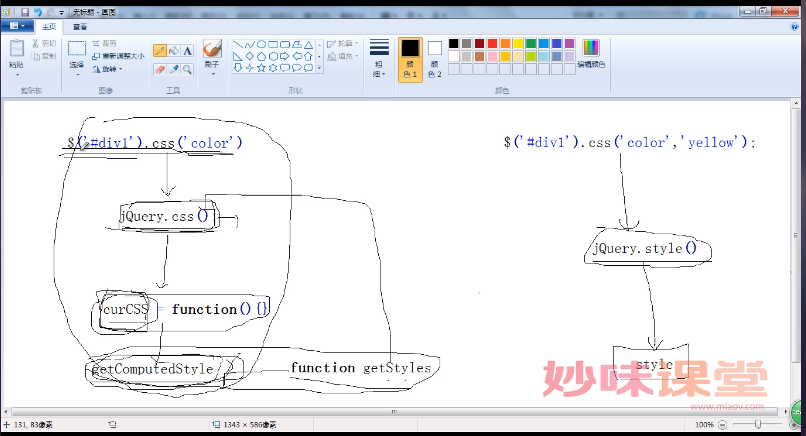 无标题 - 画图
主页
查看
粘贴
剪切
复制
剪贴板
选择
裁剪
重新调整大小
旋转
图像
A
工具
刷子
形状
轮廓
填充
粗细
颜色 1
颜色 2
编辑颜色
颜色
$('#div1').css('color')
$('#div1').css('color','yellow');
jQuery.css()
jQuery.style()
curCSS = function(){}
getComputedStyle
function getStyles
style
妙味课堂
www.miaov.com
131, 83像素
1343 × 586像素
100%